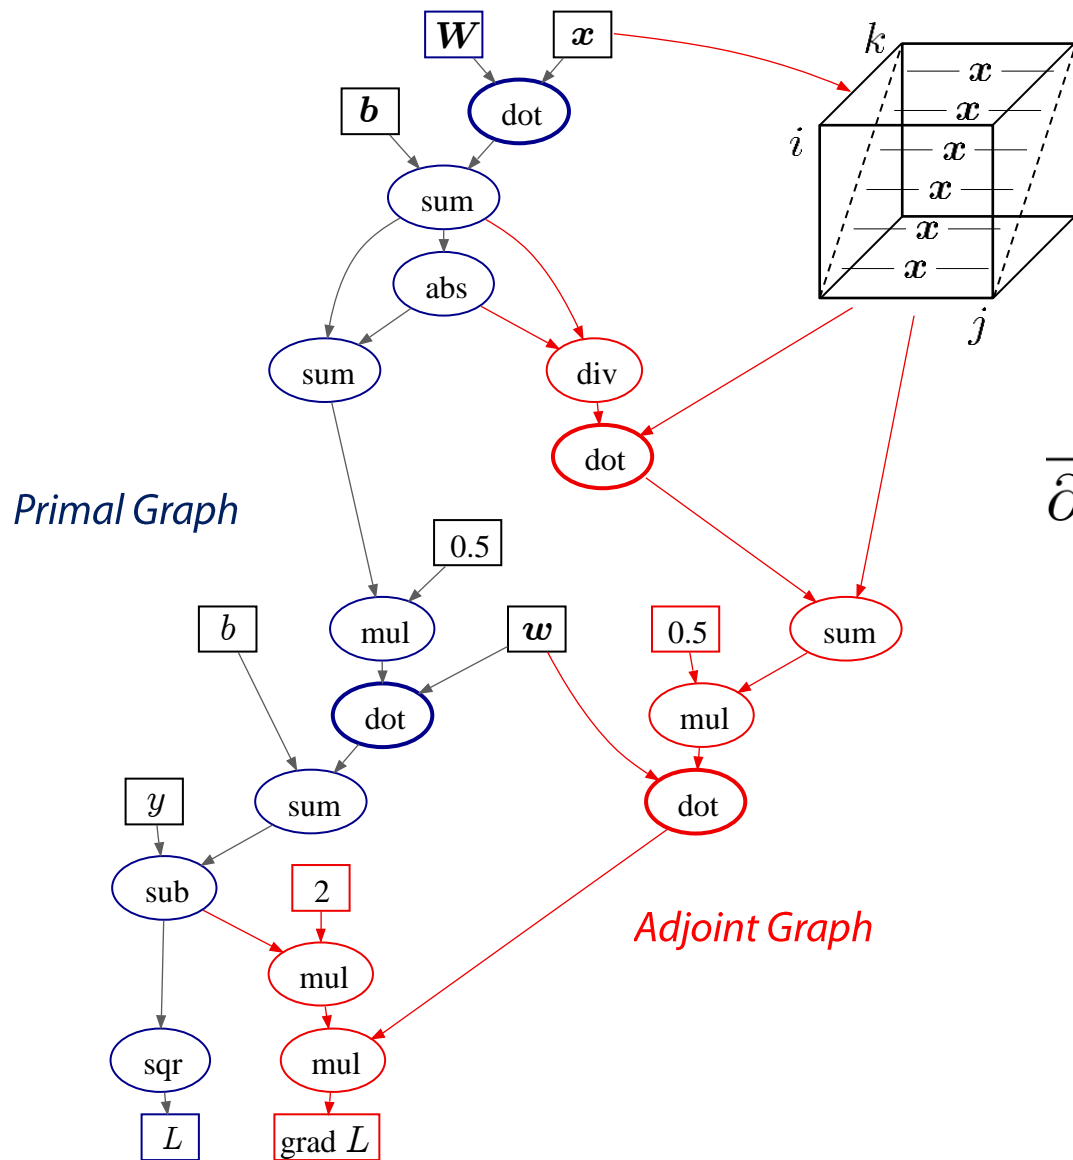 W
x
k
x
dot
b
x
i
x
sum
x
x
abs
x
j
sum
div
dot
∂
Primal Graph
0.5
b
mul
w
0.5
sum
dot
mul
y
sum
dot
sub
2
Adjoint Graph
mul
sqr
mul
L
grad L